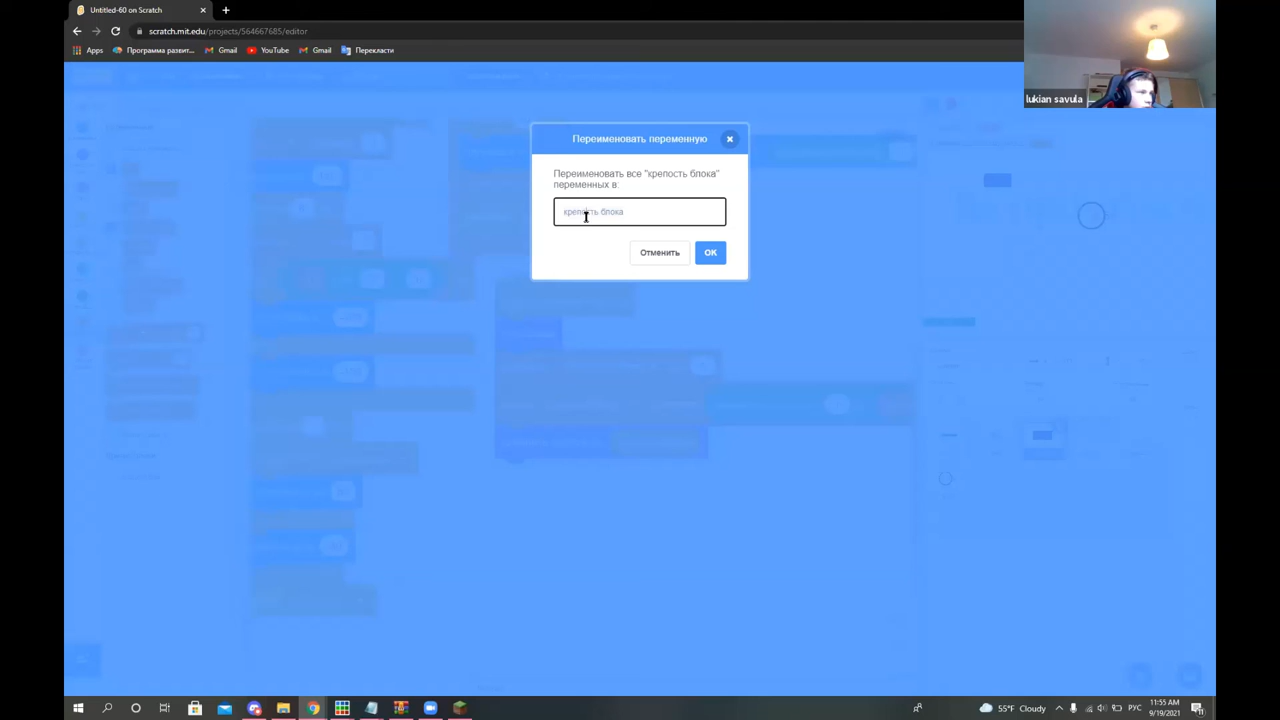 Untitled-60 on Scratch
scratch.mit.edu/projects/564667685/editor
Apps
Программа развит...
Gmail
YouTube
Gmail
Перекласти
lukian savula
Переименовать переменную
Переименовать все "крепость блока"
переменных в:
крепость блока
Отменить
OK
55°F Cloudy
РУС
11:55 AM
9/19/2021